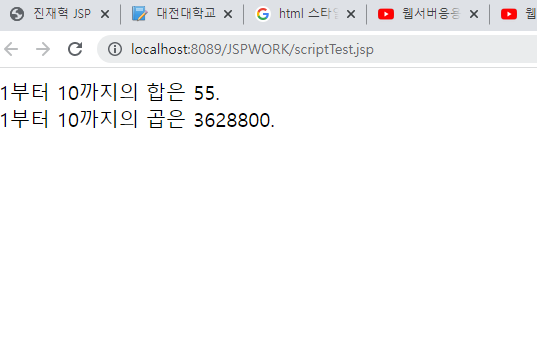 진재혁 JSP
대전대학교
html 스타일
웹서버응용
웹
localhost:8089/JSPWORK/scriptTest.jsp
1부터 10까지의 합은 55.
1부터 10까지의 곱은 3628800.